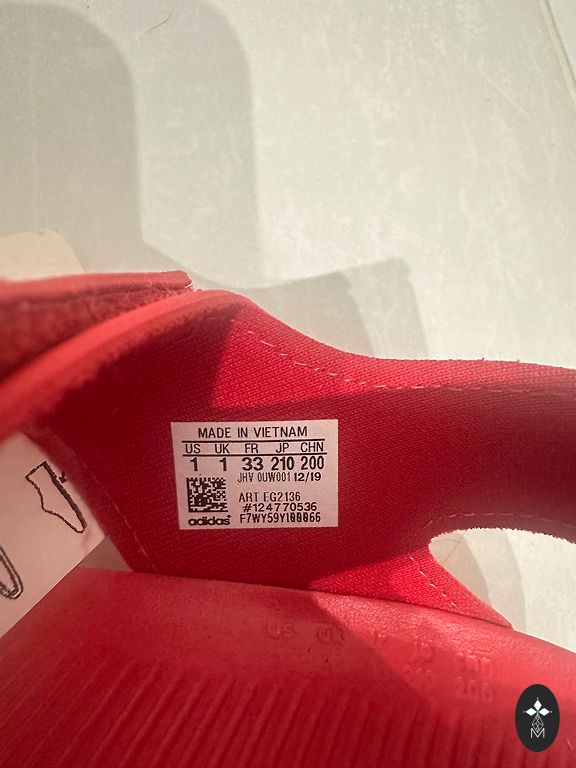 MADE IN VIETNAM
US UK FR JP CHN
1 1 33 210 200
JHV 0UW001 12/19
ART EG2136
#124770536
adidas F7WY59Y100066
M